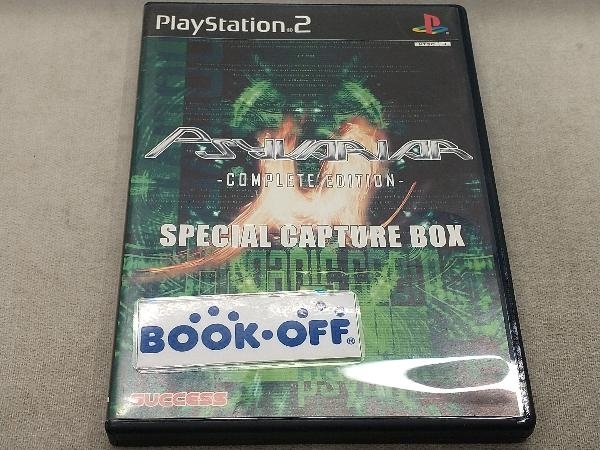 PlayStation®2
PSYVARIAR
-COMPLETE EDITION-
SPECIAL CAPTURE BOX
BOOK·OFF®
SUCCESS